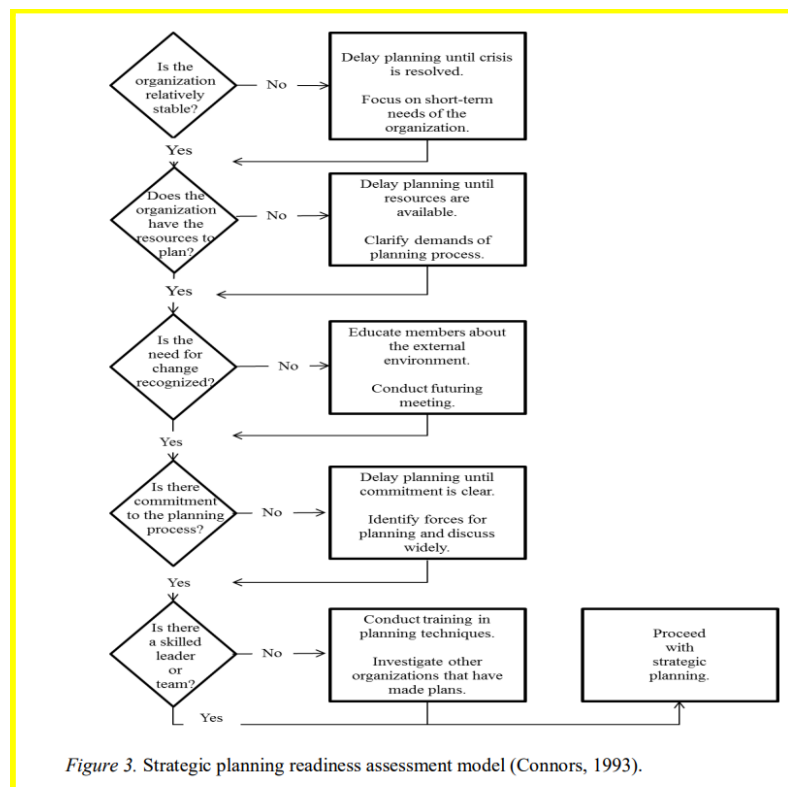 Is the
organization
relatively
stable?
No
Delay planning until crisis
is resolved.
Focus on short-term
needs of the
organization.
Yes
Does the
organization
have the
resources to
plan?
No
Delay planning until
resources are
available.
Clarify demands of
planning process.
Yes
Is the
need for
change
recognized?
No
Educate members about
the external
environment.
Conduct futuring
meeting.
Yes
Is there
commitment
to the planning
process?
No
Delay planning until
commitment is clear.
Identify forces for
planning and discuss
widely.
Yes
Is there
a skilled
leader
or
team?
No
Conduct training in
planning techniques.
Investigate other
organizations that have
made plans.
Proceed
with
strategic
planning.
Yes
Figure 3. Strategic planning readiness assessment model (Connors, 1993).